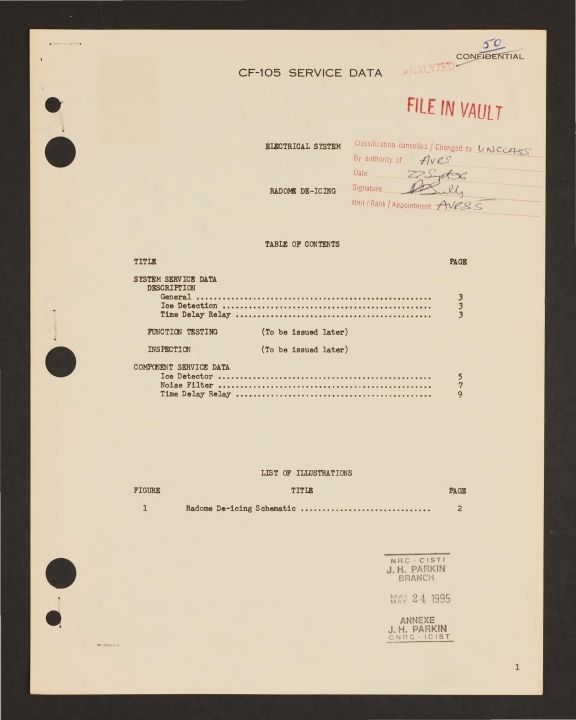 50
CONFIDENTIAL
ANALYZED
CF-105 SERVICE DATA
FILE IN VAULT
ELECTRICAL SYSTEM
Classification cancelled / Changed to UNCLASS
By authority of AVRS
Date
Signature
Unit / Rank / Appointment AVRS 5
RADOME DE-ICING
TABLE OF CONTENTS
TITLE PAGE
SYSTEM SERVICE DATA
DESCRIPTION
General ........ 3
Ice Detection ........ 3
Time Delay Relay ........ 3
FUNCTION TESTING (To be issued later)
INSPECTION (To be issued later)
COMPONENT SERVICE DATA
Ice Detector ........ 5
Noise Filter ........ 7
Time Delay Relay ........ 9
LIST OF ILLUSTRATIONS
FIGURE TITLE PAGE
1 Radome De-icing Schematic ........ 2
NRC - CISTI
J. H. PARKIN
BRANCH
MAI
MAY 24 1995
ANNEXE
J. H. PARKIN
CNRC - ICIST
1